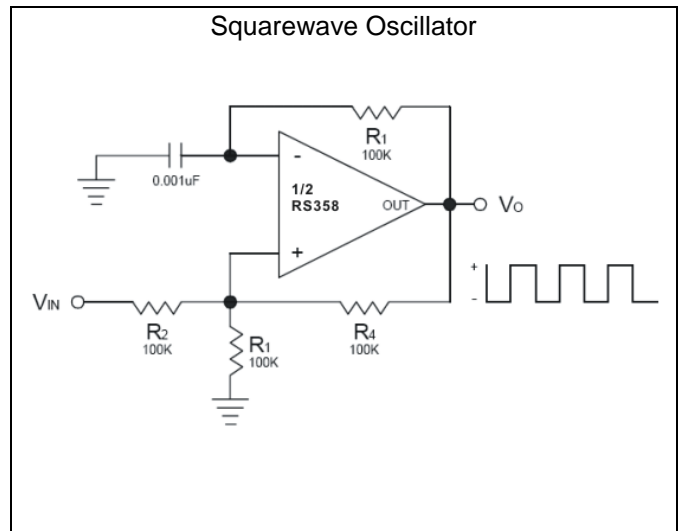 Squarewave Oscillator
R1
100K
0.001uF
-
1/2
RS358
OUT
VO
+
+
-
VIN
R2
100K
R1
100K
R4
100K